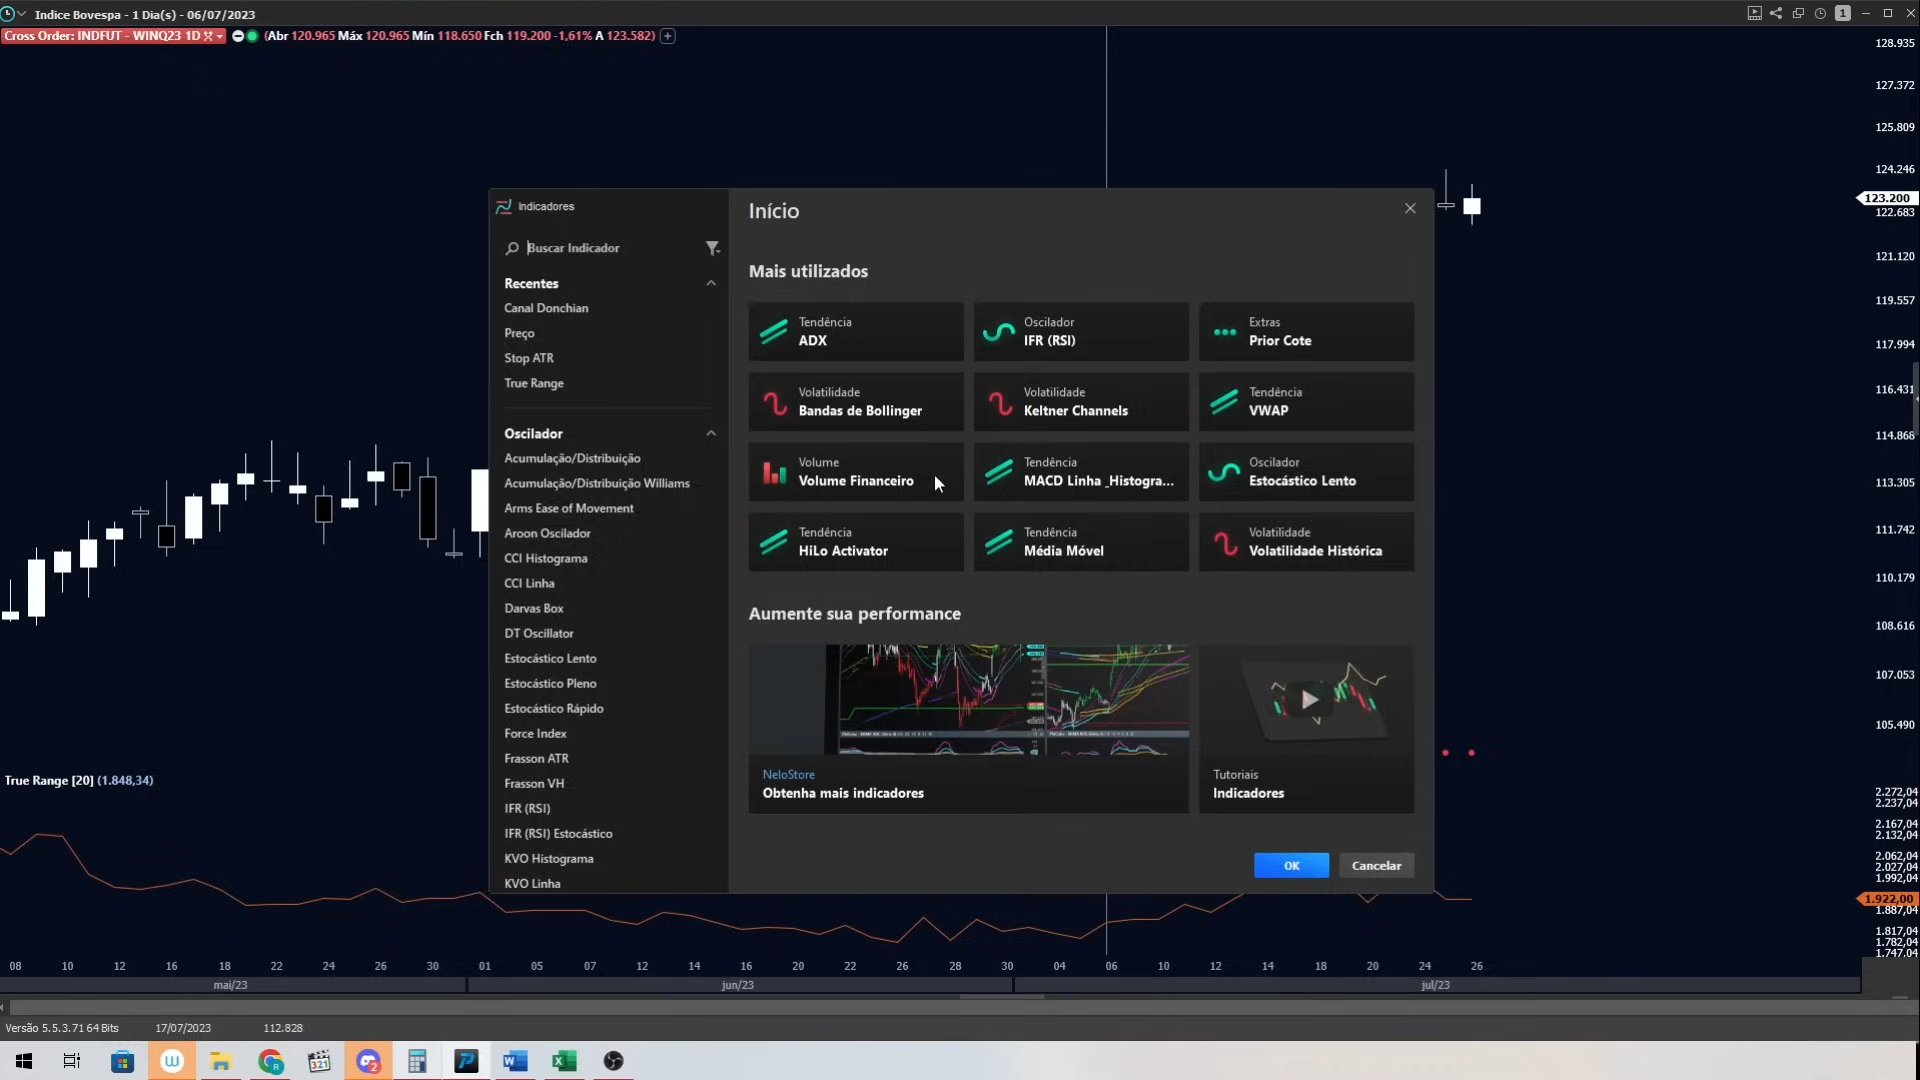 Indice Bovespa - 1 Dia(s) - 06/07/2023
1
Cross Order: INDFUT - WINQ23 1D
(Abr 120.965 Máx 120.965 Mín 118.650 Fch 119.200 -1,61% A 123.582)
128.935
127.372
125.809
124.246
123.200
122.683
121.120
119.557
117.994
116.431
114.868
113.305
111.742
110.179
108.616
107.053
105.490
Indicadores
Buscar Indicador
Recentes
Canal Donchian
Preço
Stop ATR
True Range
Oscilador
Acumulação/Distribuição
Acumulação/Distribuição Williams
Arms Ease of Movement
Aroon Oscilador
CCI Histograma
CCI Linha
Darvas Box
DT Oscillator
Estocástico Lento
Estocástico Pleno
Estocástico Rápido
Force Index
Frasson ATR
Frasson VH
IFR (RSI)
IFR (RSI) Estocástico
KVO Histograma
KVO Linha
Início
Mais utilizados
Tendência
ADX
Oscilador
IFR (RSI)
Extras
Prior Cote
Volatilidade
Bandas de Bollinger
Volatilidade
Keltner Channels
Tendência
VWAP
Volume
Volume Financeiro
Tendência
MACD Linha _Histogra...
Oscilador
Estocástico Lento
Tendência
HiLo Activator
Tendência
Média Móvel
Volatilidade
Volatilidade Histórica
Aumente sua performance
NeloStore
Obtenha mais indicadores
Tutoriais
Indicadores
OK
Cancelar
True Range [20] (1.848,34)
2.272,04
2.237,04
2.167,04
2.132,04
2.062,04
2.027,04
1.992,04
1.922,00
1.887,04
1.817,04
1.782,04
1.747,04
08 10 12 16 18 22 24 26 30 01 05 07 12 14 16 20 22 26 28 30 04 06 10 12 14 18 20 24 26
mai/23 jun/23 jul/23
Versão 5.5.3.71 64 Bits 17/07/2023 112.828
321
2